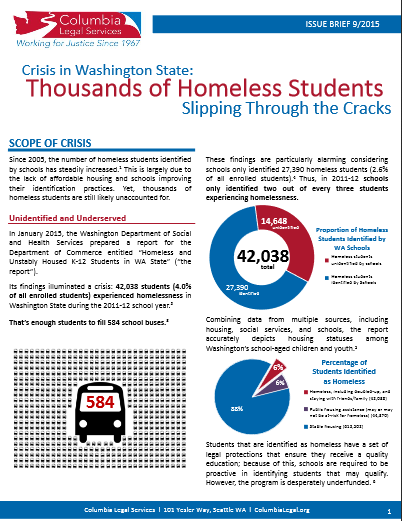 Columbia
Legal Services
Working for Justice Since 1967
ISSUE BRIEF 9/2015
Crisis in Washington State:
Thousands of Homeless Students
Slipping Through the Cracks
SCOPE OF CRISIS
Since 2005, the number of homeless students identified
by schools has steadily increased.¹ This is largely due to
the lack of affordable housing and schools improving
their identification practices. Yet, thousands of
homeless students are still likely unaccounted for.
Unidentified and Underserved
In January 2015, the Washington Department of Social
and Health Services prepared a report for the
Department of Commerce entitled "Homeless and
Unstably Housed K-12 Students in WA State" ("the
report").
Its findings illuminated a crisis: 42,038 students (4.0%
of all enrolled students) experienced homelessness in
Washington State during the 2011-12 school year.²
That's enough students to fill 584 school buses.³
584
These findings are particularly alarming considering
schools only identified 27,390 homeless students (2.6%
of all enrolled students).⁴ Thus, in 2011-12 schools
only identified two out of every three students
experiencing homelessness.
14,648
unidentified
42,038
total
27,390
identified
Proportion of Homeless
Students Identified by
WA Schools
Homeless students
unidentified by schools
Homeless students
identified by schools
Combining data from multiple sources, including
housing, social services, and schools, the report
accurately depicts housing statuses among
Washington's school-aged children and youth.
6%
6%
88%
Percentage of
Students Identified
as Homeless
Homeless, including doubled-up, and
staying with friends/family
Public housing assistance (may or may
not be at-risk for homeless)
Stable housing
Students that are identified as homeless have a set of
legal protections that ensure they receive a quality
education; because of this, schools are required to be
proactive in identifying students that may qualify.
However, the program is desperately underfunded.
Columbia Legal Services | 101 Yesler Way, Seattle WA | ColumbiaLegal.org
1